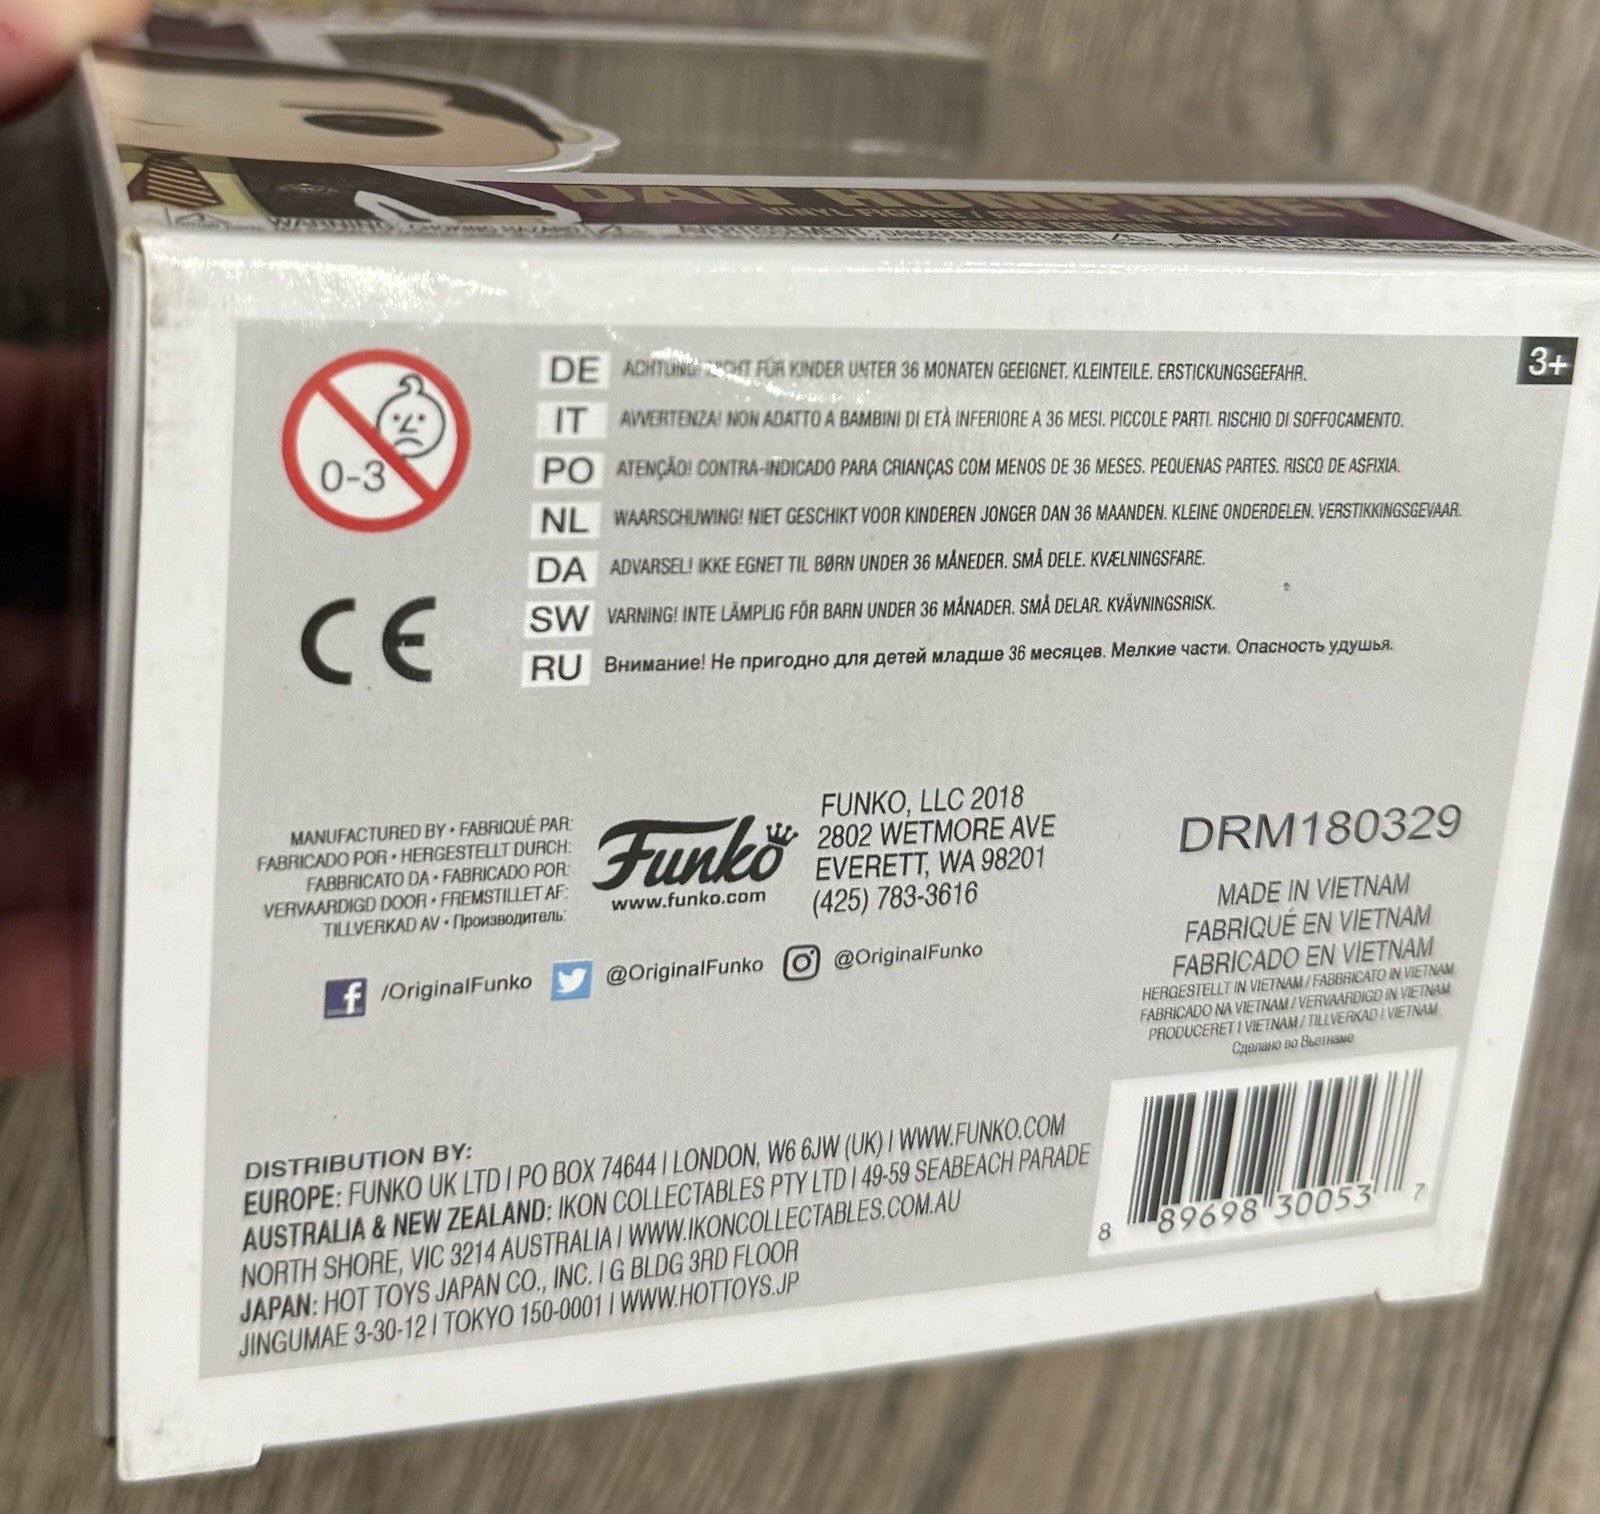 DAN HUMPHREY
VINYL FIGURE /
3+
0-3
DE ACHTUNG! NICHT FÜR KINDER UNTER 36 MONATEN GEEIGNET. KLEINTEILE. ERSTICKUNGSGEFAHR.
IT AVVERTENZA! NON ADATTO A BAMBINI DI ETÀ INFERIORE A 36 MESI. PICCOLE PARTI. RISCHIO DI SOFFOCAMENTO.
PO ATENÇÃO! CONTRA-INDICADO PARA CRIANÇAS COM MENOS DE 36 MESES. PEQUENAS PARTES. RISCO DE ASFIXIA.
NL WAARSCHUWING! NIET GESCHIKT VOOR KINDEREN JONGER DAN 36 MAANDEN. KLEINE ONDERDELEN. VERSTIKKINGSGEVAAR.
DA ADVARSEL! IKKE EGNET TIL BØRN UNDER 36 MÅNEDER. SMÅ DELE. KVÆLNINGSFARE.
SW VARNING! INTE LÄMPLIG FÖR BARN UNDER 36 MÅNADER. SMÅ DELAR. KVÄVNINGSRISK.
RU Внимание! Не пригодно для детей младше 36 месяцев. Мелкие части. Опасность удушья.
CE
MANUFACTURED BY • FABRIQUÉ PAR:
FABRICADO POR • HERGESTELLT DURCH:
FABBRICATO DA • FABRICADO POR:
VERVAARDIGD DOOR • FREMSTILLET AF:
TILLVERKAD AV • Производитель:
Funko
www.funko.com
FUNKO, LLC 2018
2802 WETMORE AVE
EVERETT, WA 98201
(425) 783-3616
/OriginalFunko @OriginalFunko @OriginalFunko
DRM180329
MADE IN VIETNAM
FABRIQUÉ EN VIETNAM
FABRICADO EN VIETNAM
HERGESTELLT IN VIETNAM / FABBRICATO IN VIETNAM
FABRICADO NA VIETNAM / VERVAARDIGD IN VIETNAM
PRODUCERET I VIETNAM / TILLVERKAD I VIETNAM
Сделано во Вьетнаме
DISTRIBUTION BY:
EUROPE: FUNKO UK LTD | PO BOX 74644 | LONDON, W6 6JW (UK) | WWW.FUNKO.COM
AUSTRALIA & NEW ZEALAND: IKON COLLECTABLES PTY LTD | 49-59 SEABEACH PARADE
NORTH SHORE, VIC 3214 AUSTRALIA | WWW.IKONCOLLECTABLES.COM.AU
JAPAN: HOT TOYS JAPAN CO., INC. | G BLDG 3RD FLOOR
JINGUMAE 3-30-12 | TOKYO 150-0001 | WWW.HOTTOYS.JP
8 89698 30053 7